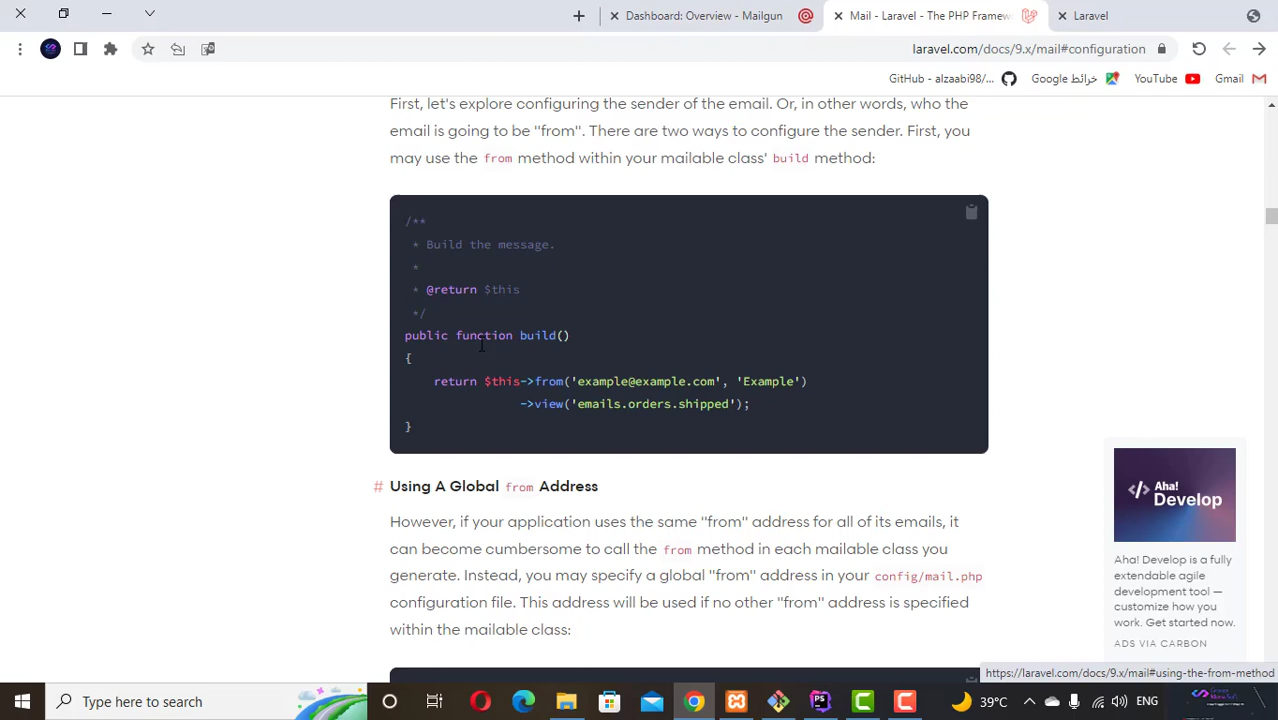 Dashboard: Overview - Mailgun
Mail - Laravel - The PHP Framew
Laravel
laravel.com/docs/9.x/mail#configuration
GitHub - alzaabi98/...
خرائط Google
YouTube
Gmail
First, let's explore configuring the sender of the email. Or, in other words, who the
email is going to be "from". There are two ways to configure the sender. First, you
may use the from method within your mailable class' build method:
/**
* Build the message.
*
* @return $this
*/
public function build()
{
return $this->from('example@example.com', 'Example')
->view('emails.orders.shipped');
}
# Using A Global from Address
However, if your application uses the same "from" address for all of its emails, it
can become cumbersome to call the from method in each mailable class you
generate. Instead, you may specify a global "from" address in your config/mail.php
configuration file. This address will be used if no other "from" address is specified
within the mailable class:
</> Aha!
Develop
Aha! Develop is a fully
extendable agile
development tool —
customize how you
work. Get started now.
ADS VIA CARBON
https://laravel.com/docs/9.x/mail#using-the-from-method
Type here to search
39°C
ENG